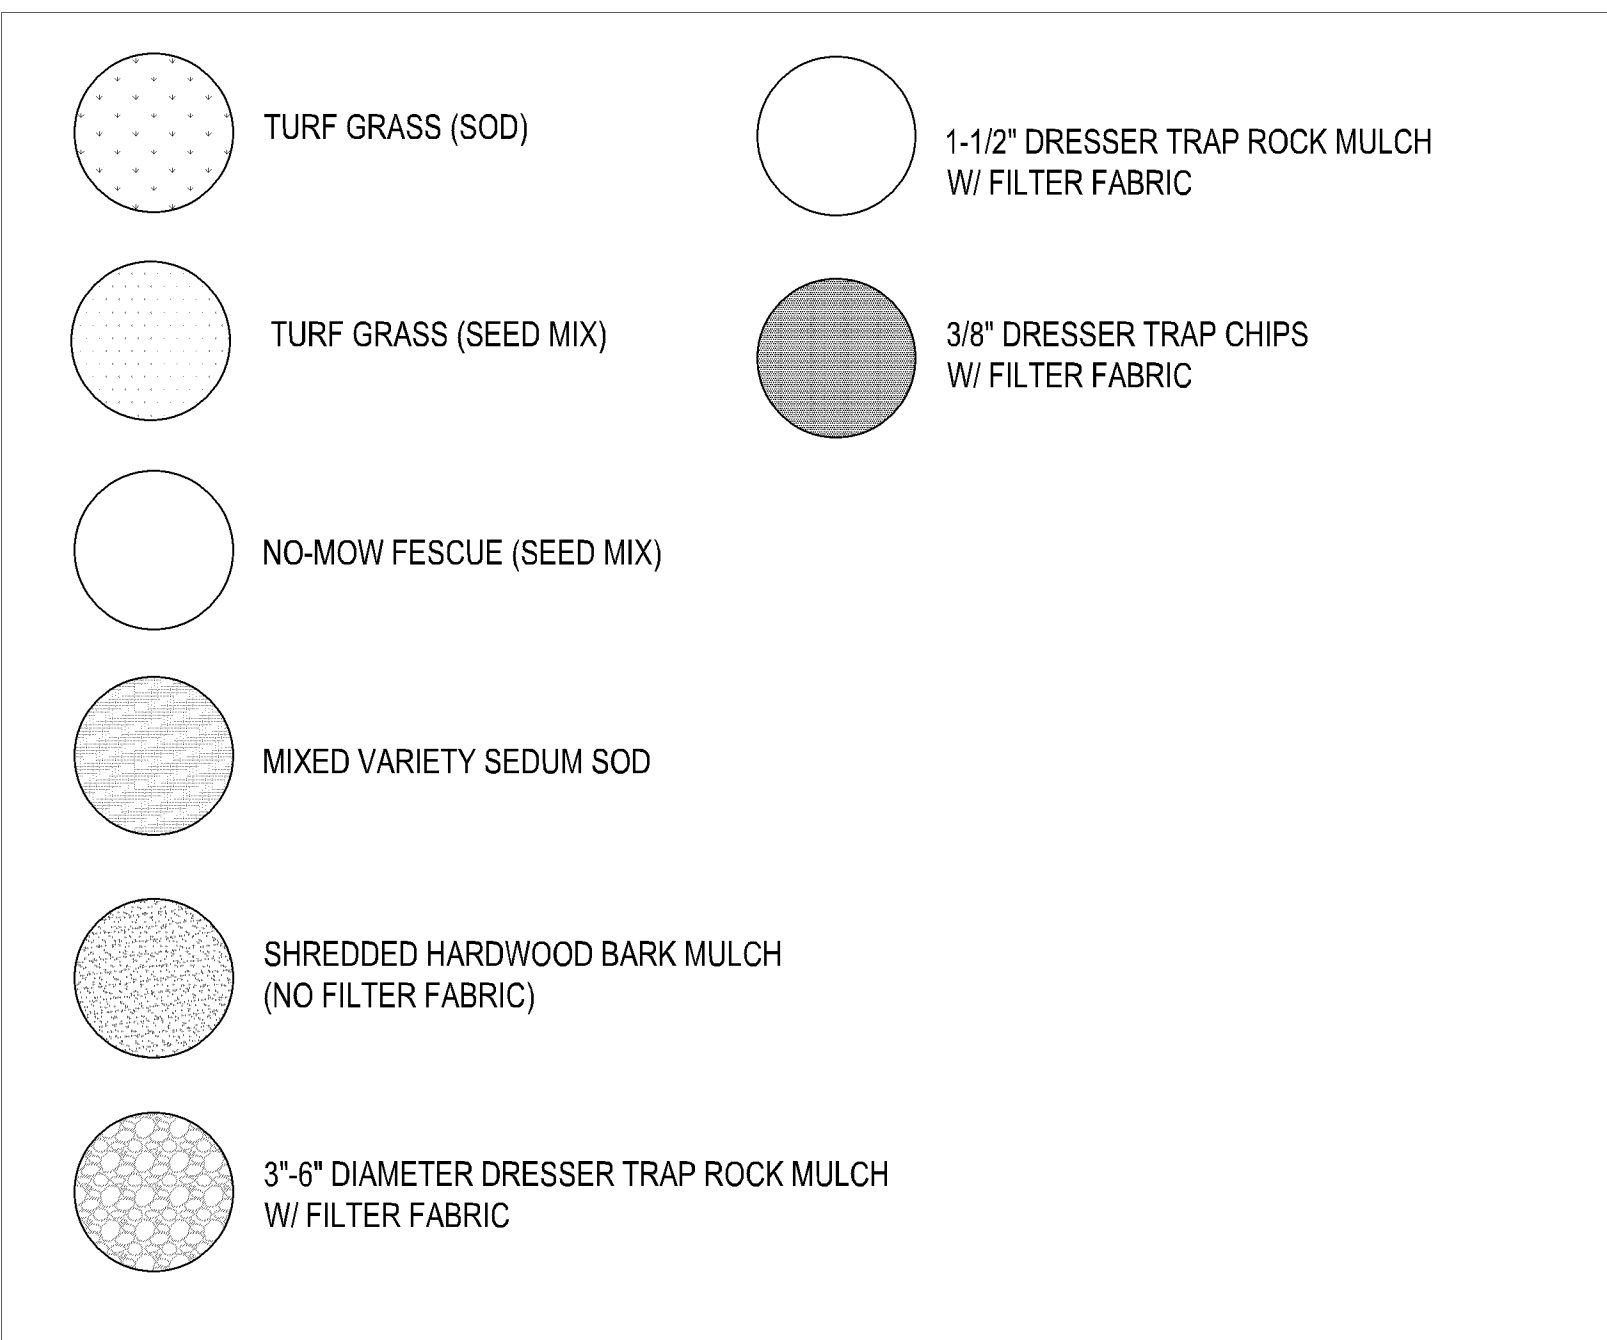 TURF GRASS (SOD)
TURF GRASS (SEED MIX)
NO-MOW FESCUE (SEED MIX)
MIXED VARIETY SEDUM SOD
SHREDDED HARDWOOD BARK MULCH
(NO FILTER FABRIC)
3"-6" DIAMETER DRESSER TRAP ROCK MULCH
W/ FILTER FABRIC
1-1/2" DRESSER TRAP ROCK MULCH
W/ FILTER FABRIC
3/8" DRESSER TRAP CHIPS
W/ FILTER FABRIC